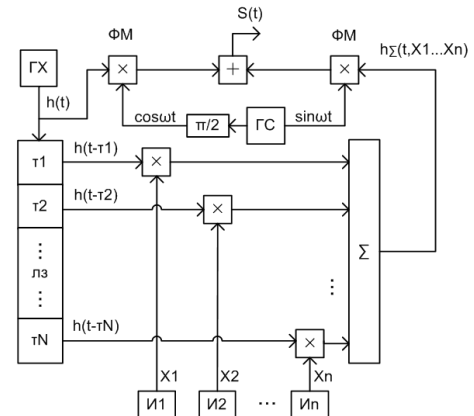 S(t)
ФМ
ФМ
ГХ
×
+
×
h∑(t,X1...Xn)
h(t)
cosωt
π/2
ГС
sinωt
τ1
h(t-τ1)
×
τ2
h(t-τ2)
×
∑
...
лз
...
...
τN
h(t-τN)
×
X1
X2
Xn
И1
И2
...
Иn